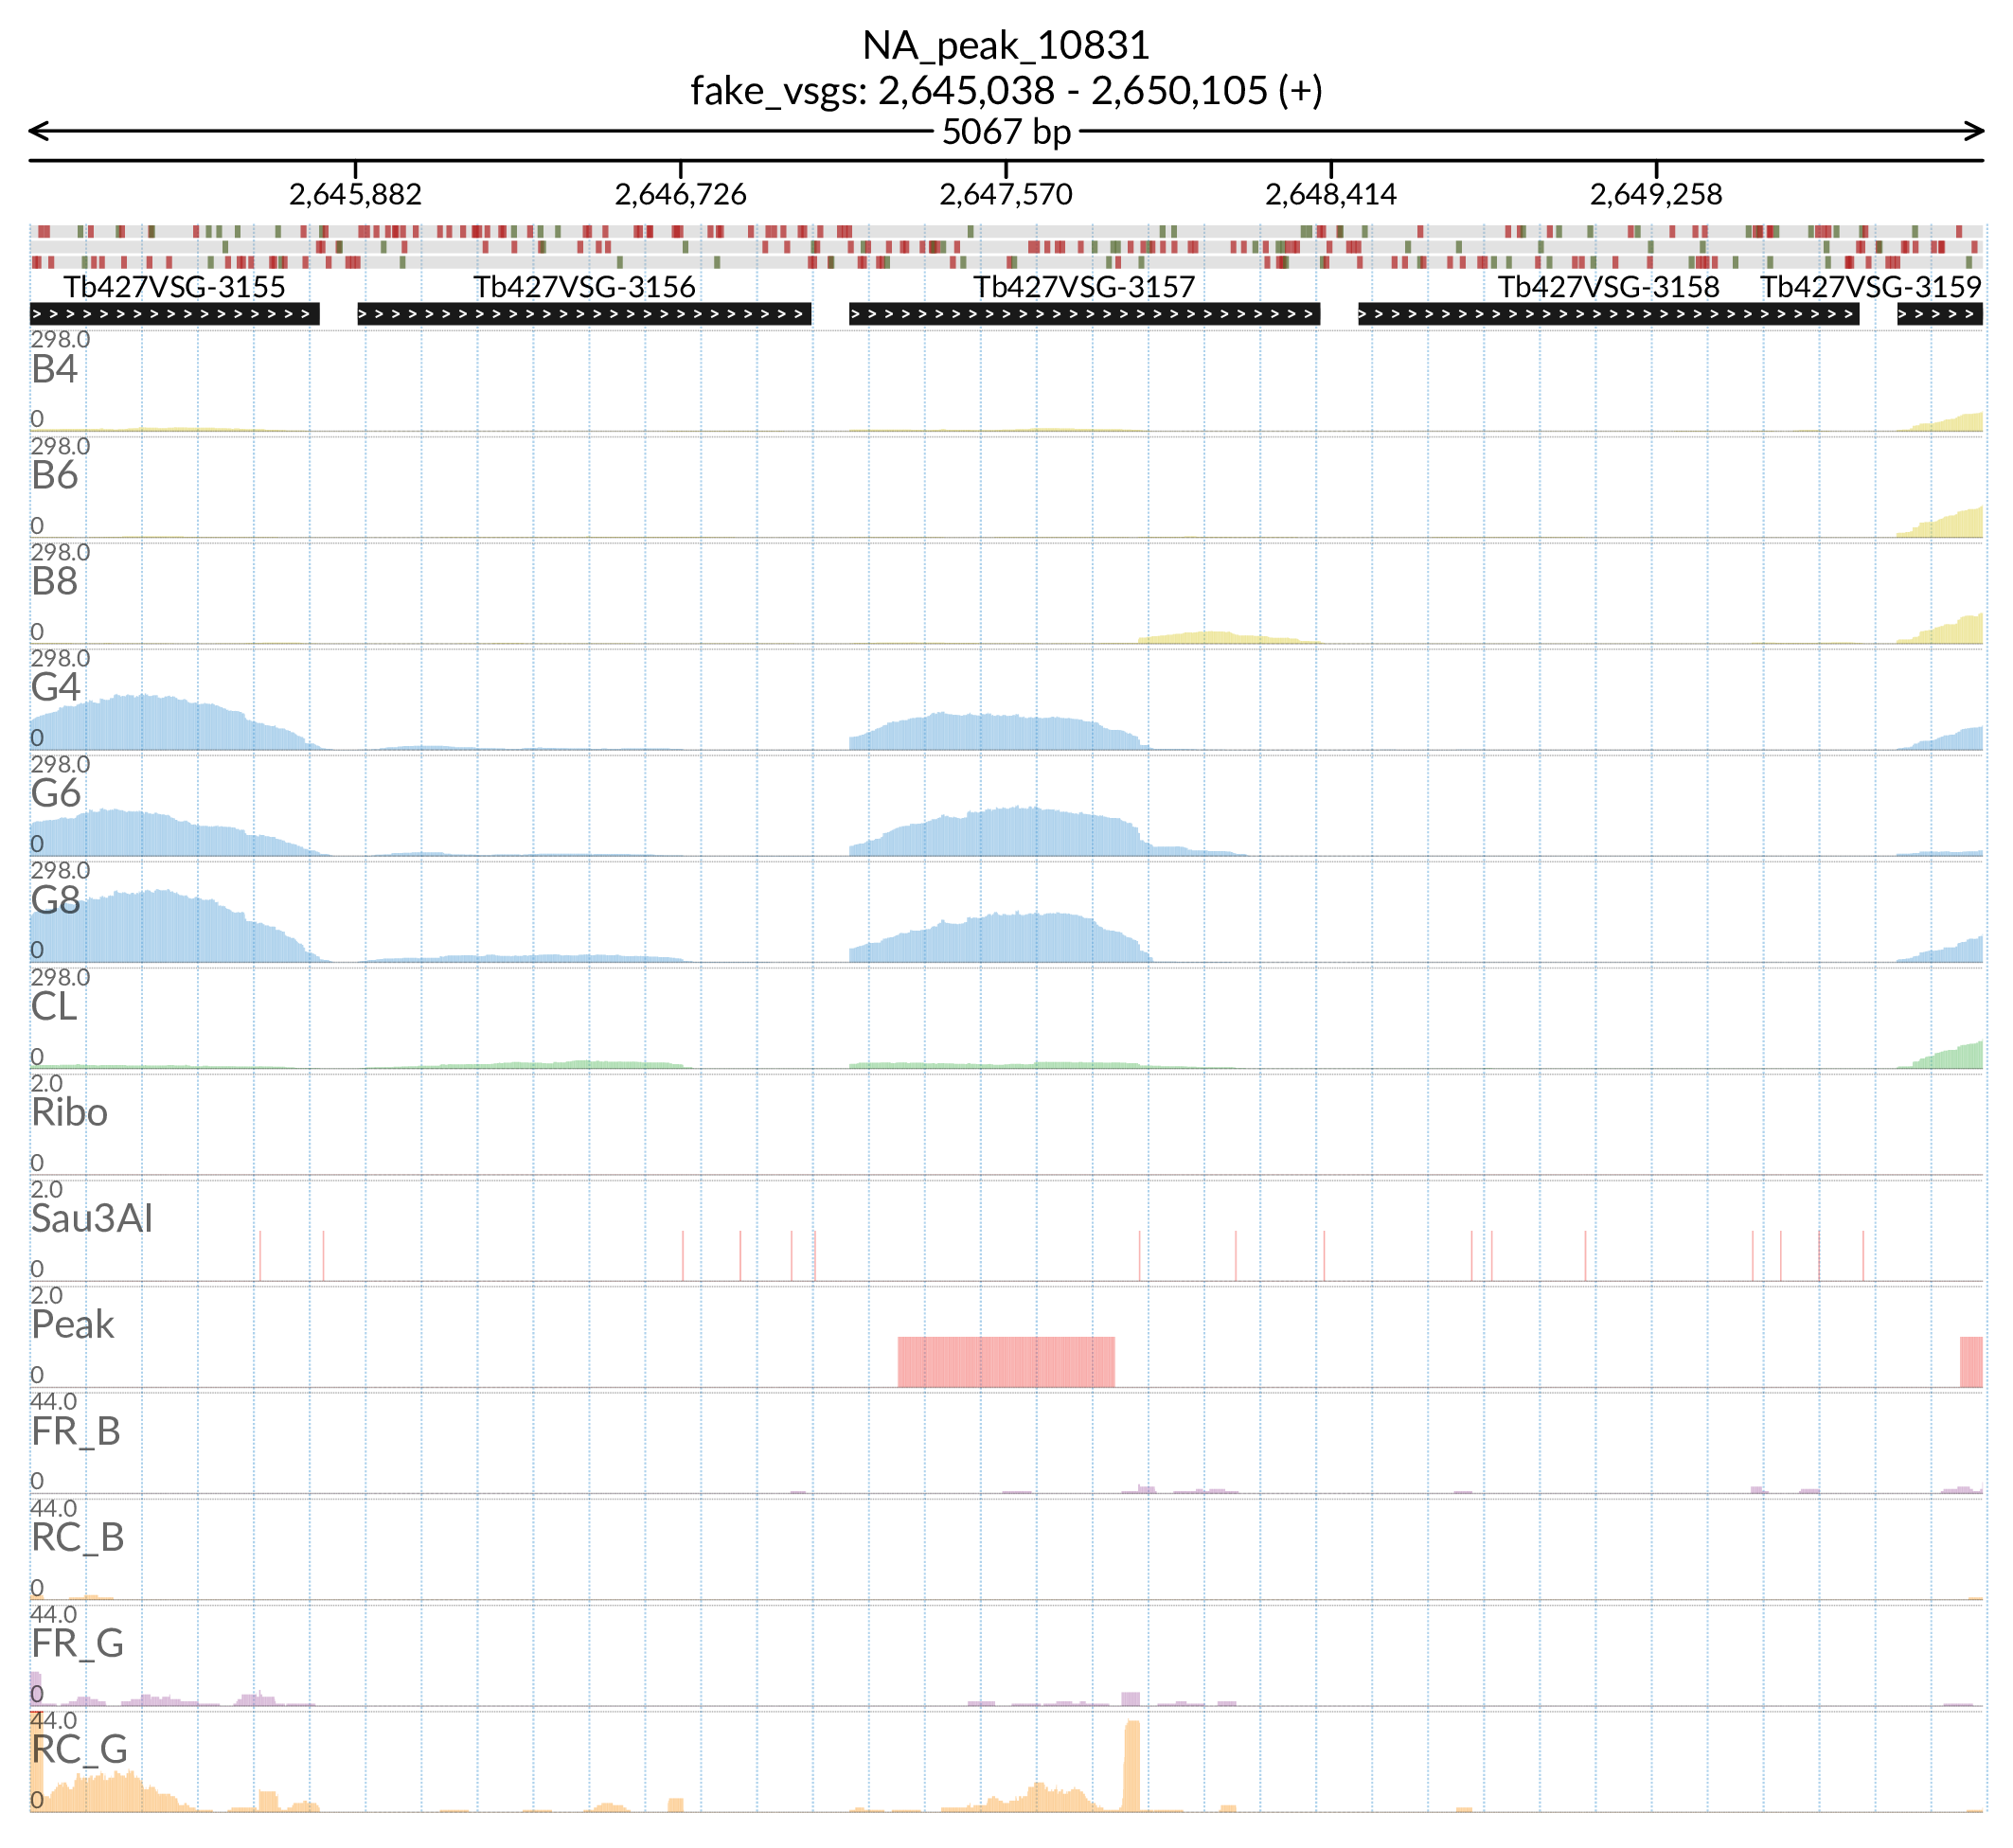 NA_peak_10831
fake_vsgs: 2,645,038 - 2,650,105 (+)
5067 bp
2,645,882 2,646,726 2,647,570 2,648,414 2,649,258
Tb427VSG-3155 Tb427VSG-3156 Tb427VSG-3157 Tb427VSG-3158 Tb427VSG-3159
298.0
B4
0
298.0
B6
0
298.0
B8
0
298.0
G4
0
298.0
G6
0
298.0
G8
0
298.0
CL
0
2.0
Ribo
0
2.0
Sau3AI
0
2.0
Peak
0
44.0
FR_B
0
44.0
RC_B
0
44.0
FR_G
0
44.0
RC_G
0